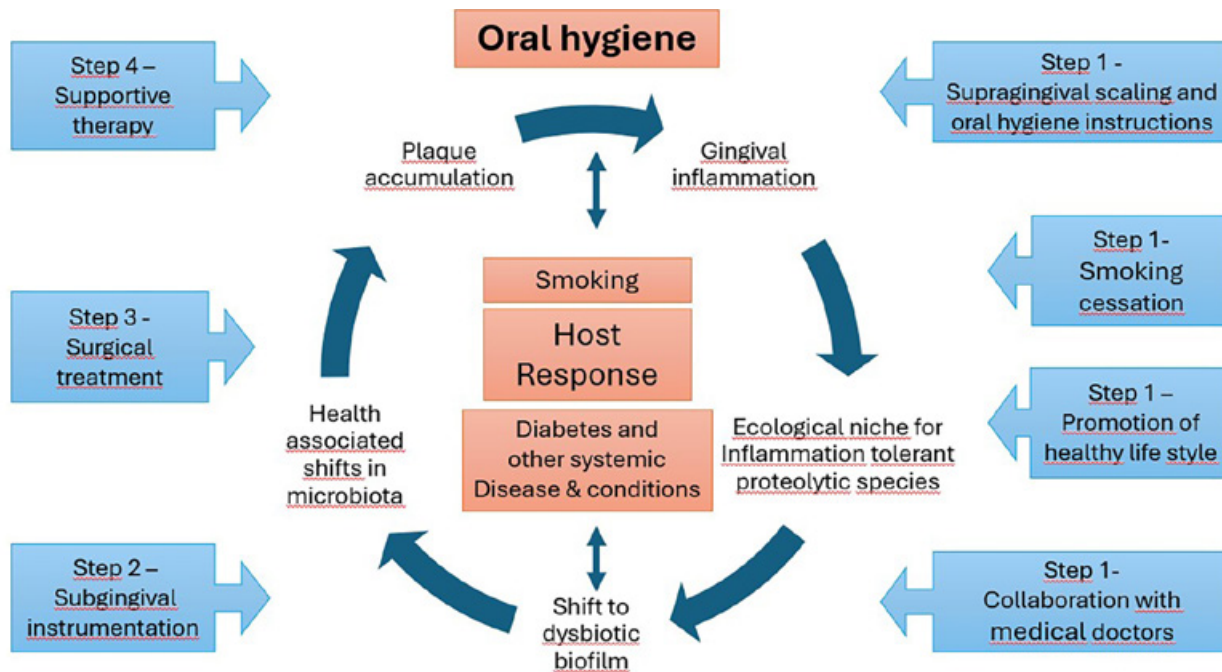 Oral hygiene
Step 4 –
Supportive
therapy
Step 1 -
Supragingival scaling and
oral hygiene instructions
Plaque
accumulation
Gingival
inflammation
Step 1-
Smoking
cessation
Smoking
Host
Response
Diabetes and
other systemic
Disease & conditions
Step 3 -
Surgical
treatment
Health
associated
shifts in
microbiota
Ecological niche for
Inflammation tolerant
proteolytic species
Step 1 –
Promotion of
healthy life style
Step 2 –
Subgingival
instrumentation
Shift to
dysbiotic
biofilm
Step 1-
Collaboration with
medical doctors